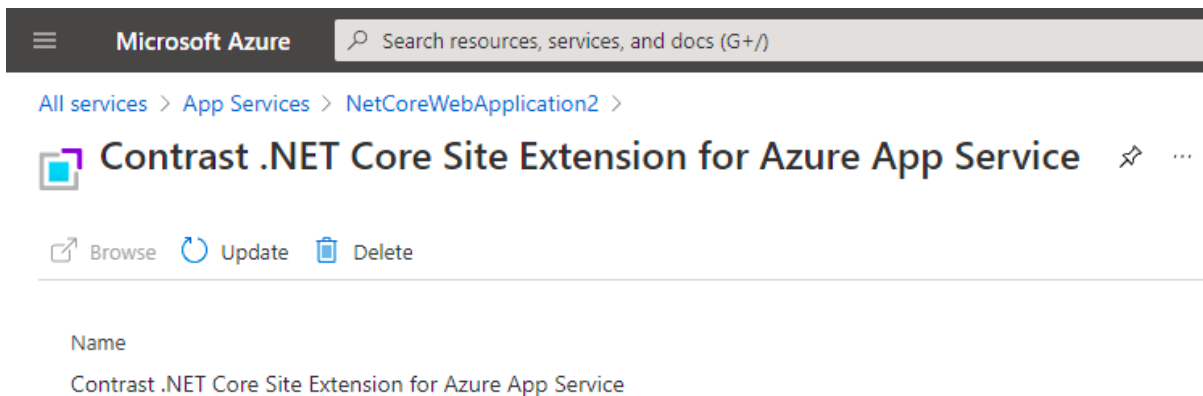 Microsoft Azure Search resources, services, and docs (G+/)
All services > App Services > NetCoreWebApplication2 >
Contrast .NET Core Site Extension for Azure App Service ...
Browse Update Delete
Name
Contrast .NET Core Site Extension for Azure App Service